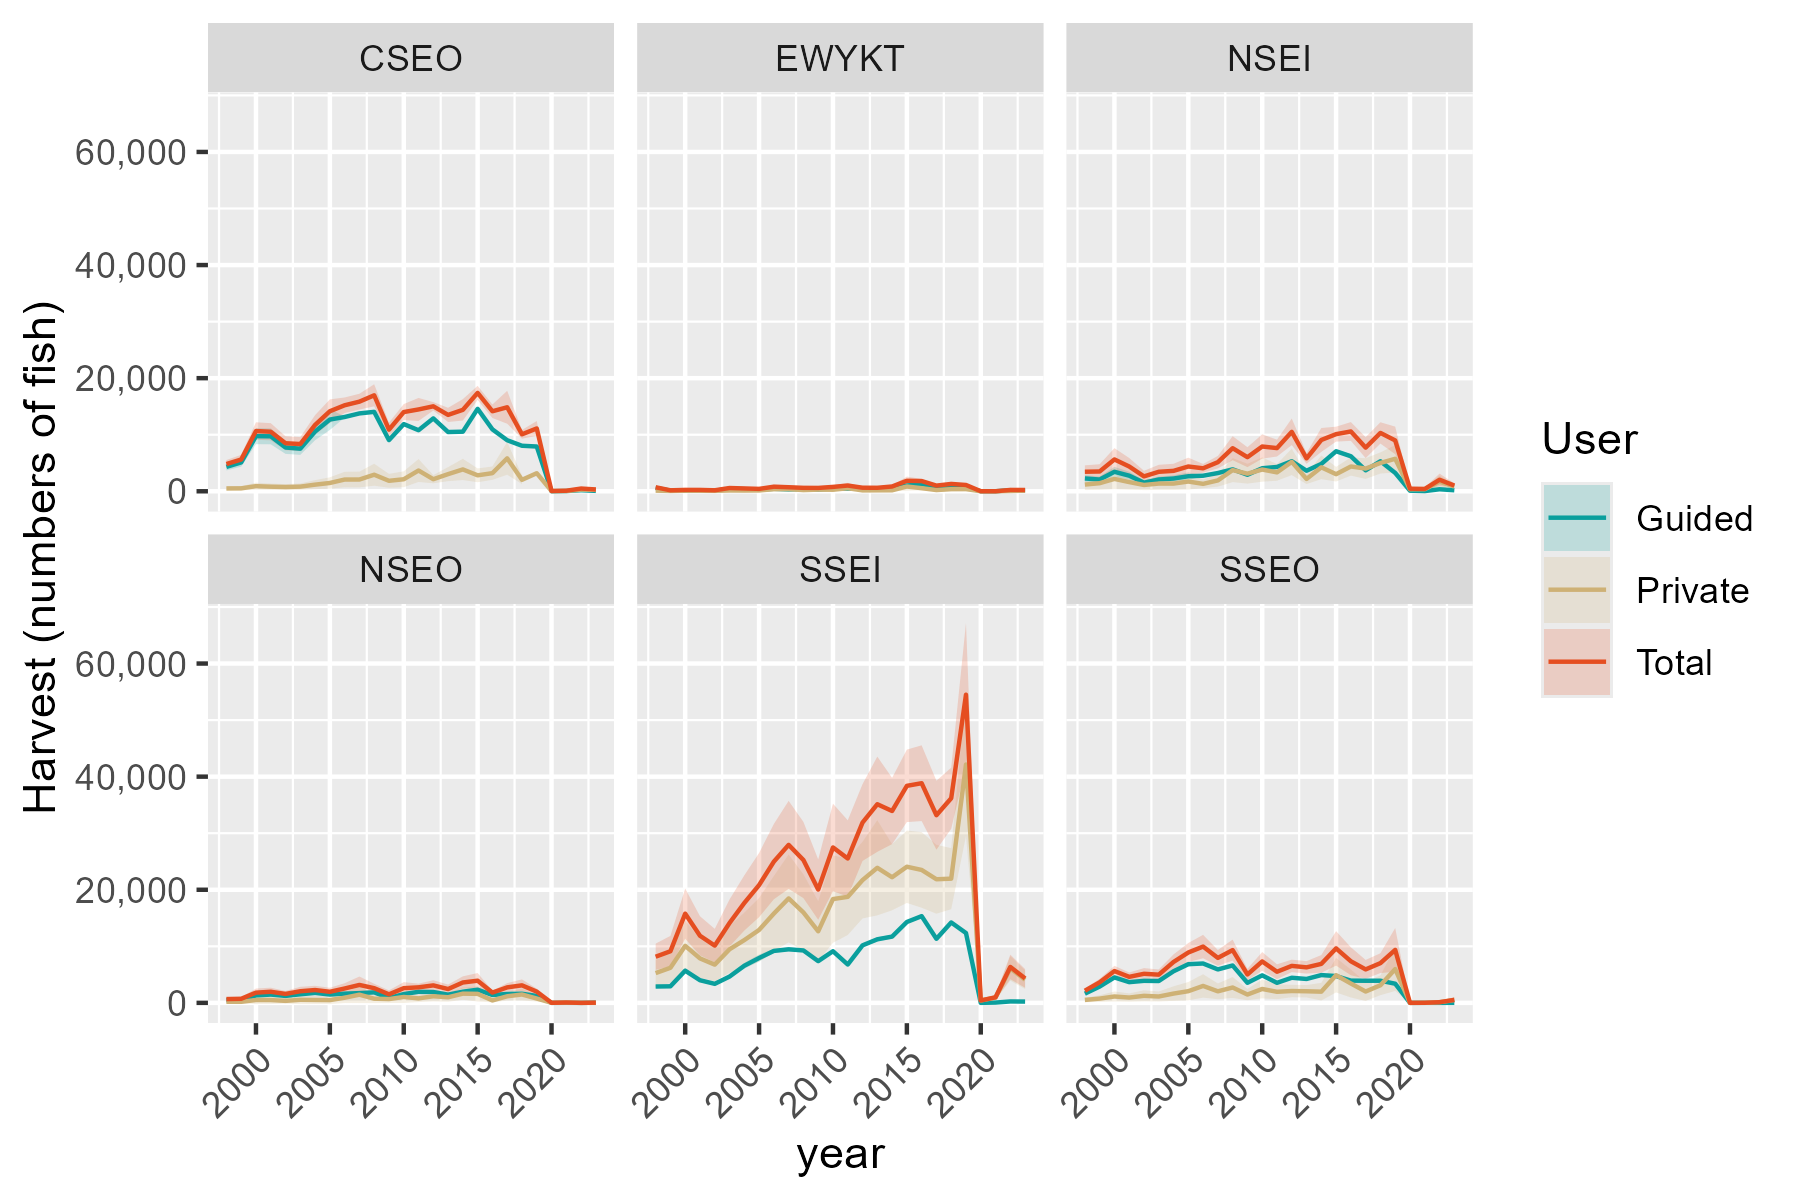 CSEO
EWYKT
NSEI
60,000
40,000
20,000
0
NSEO
SSEI
SSEO
60,000
40,000
20,000
0
2000
2005
2010
2015
2020
2000
2005
2010
2015
2020
2000
2005
2010
2015
2020
year
Harvest (numbers of fish)
User
Guided
Private
Total